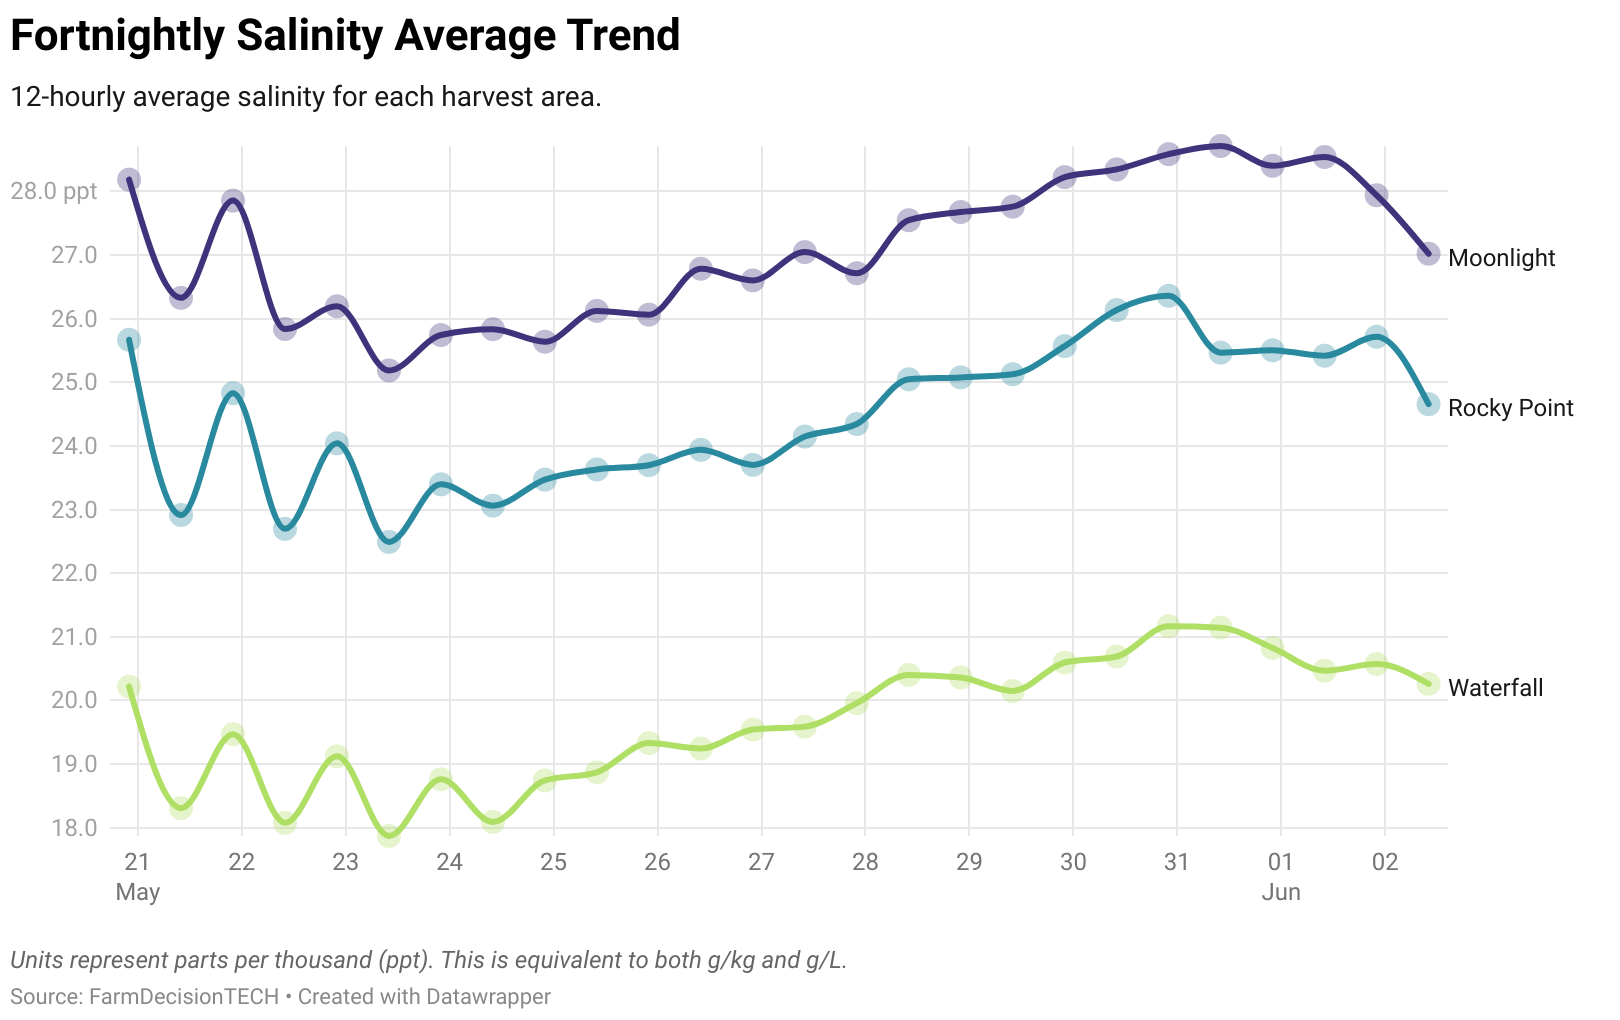 Fortnightly Salinity Average Trend
12-hourly average salinity for each harvest area.
28.0 ppt
27.0
26.0
25.0
24.0
23.0
22.0
21.0
20.0
19.0
18.0
Moonlight
Rocky Point
Waterfall
21 22 23 24 25 26 27 28 29 30 31 01 02
May Jun
Units represent parts per thousand (ppt). This is equivalent to both g/kg and g/L.
Source: FarmDecisionTECH • Created with Datawrapper